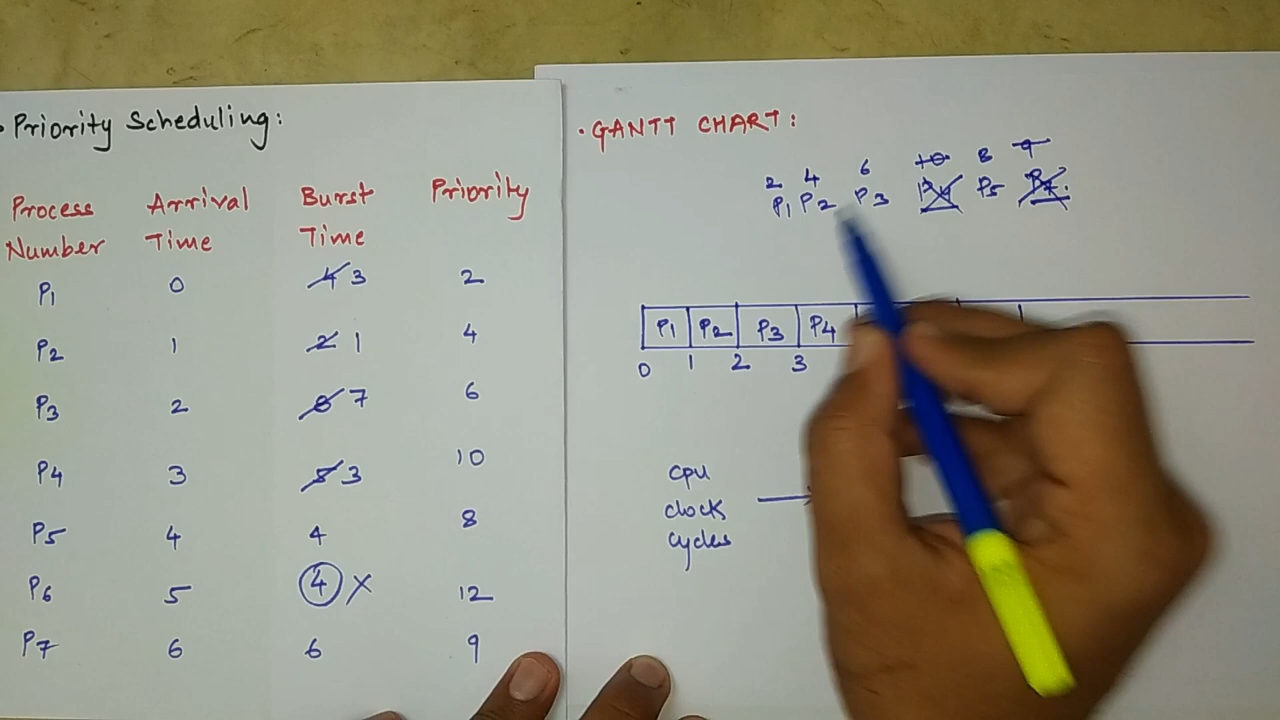 • Priority Scheduling:
Process Number Arrival Time Burst Time Priority
P1 0 4 3 2
P2 1 2 1 4
P3 2 8 7 6
P4 3 5 3 10
P5 4 4 8
P6 5 4 X 12
P7 6 6 9
• GANTT CHART:
2 4 6 10 8 9
P1 P2 P3 P4 P5 P7.
P1 P2 P3 P4
0 1 2 3
CPU
clock
cycles